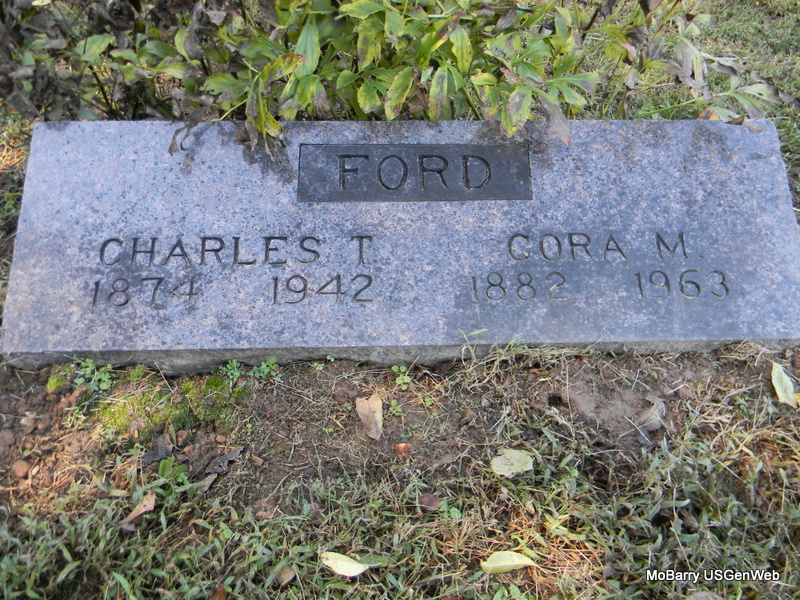 FORD
CHARLES T. CORA M.
1874 1942 1882 1963
MoBarry USGenWeb